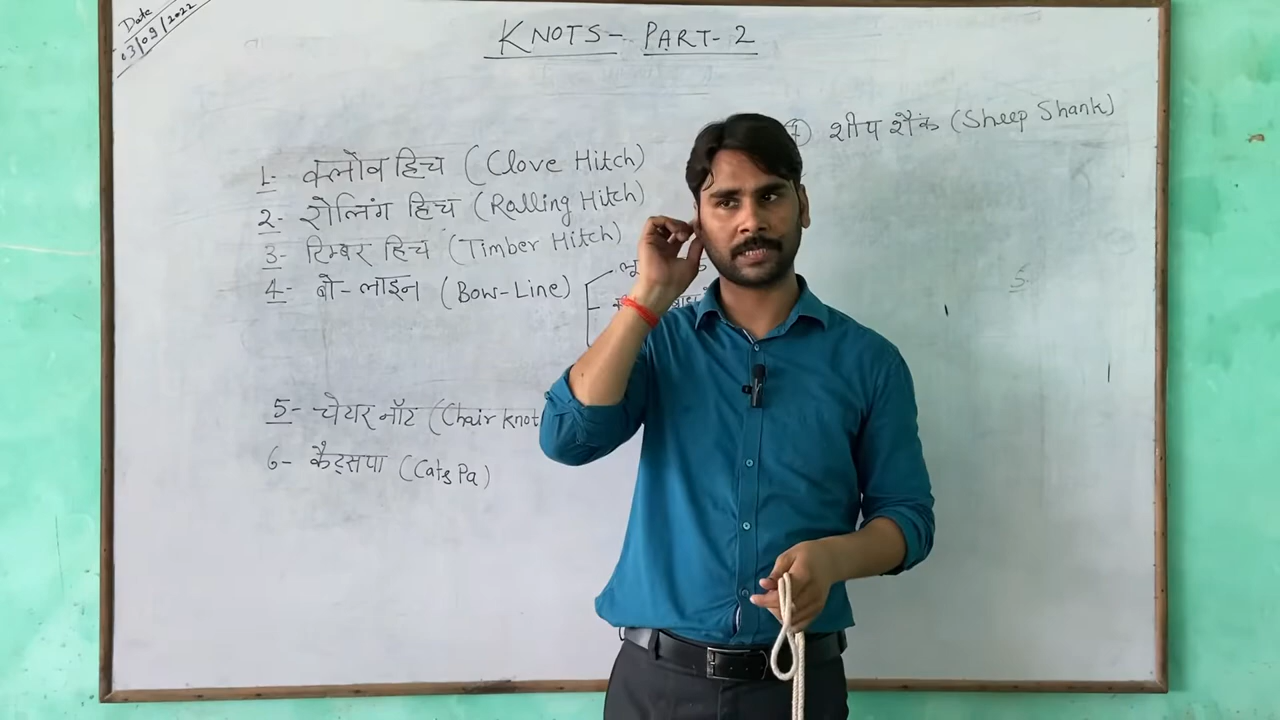 Date
03/09/2022
KNOTS- PART-2
1- क्लोव हिच (Clove Hitch)
2- रोलिंग हिच (Rolling Hitch)
3- टिम्बर हिच (Timber Hitch)
4- बो-लाइन (Bow-Line)
5- चेयर नॉट (Chair knot
6- कैट्सपा (Cats Pa)
7 शीप शैंक (Sheep Shank)